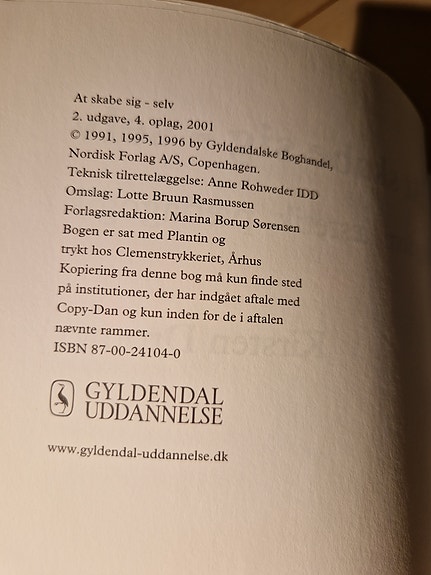 At skabe sig - selv
2. udgave, 4. oplag, 2001
© 1991, 1995, 1996 by Gyldendalske Boghandel,
Nordisk Forlag A/S, Copenhagen.
Teknisk tilrettelæggelse: Anne Rohweder IDD
Omslag: Lotte Bruun Rasmussen
Forlagsredaktion: Marina Borup Sørensen
Bogen er sat med Plantin og
trykt hos Clemenstrykkeriet, Århus
Kopiering fra denne bog må kun finde sted
på institutioner, der har indgået aftale med
Copy-Dan og kun inden for de i aftalen
nævnte rammer.
ISBN 87-00-24104-0
GYLDENDAL
UDDANNELSE
www.gyldendal-uddannelse.dk